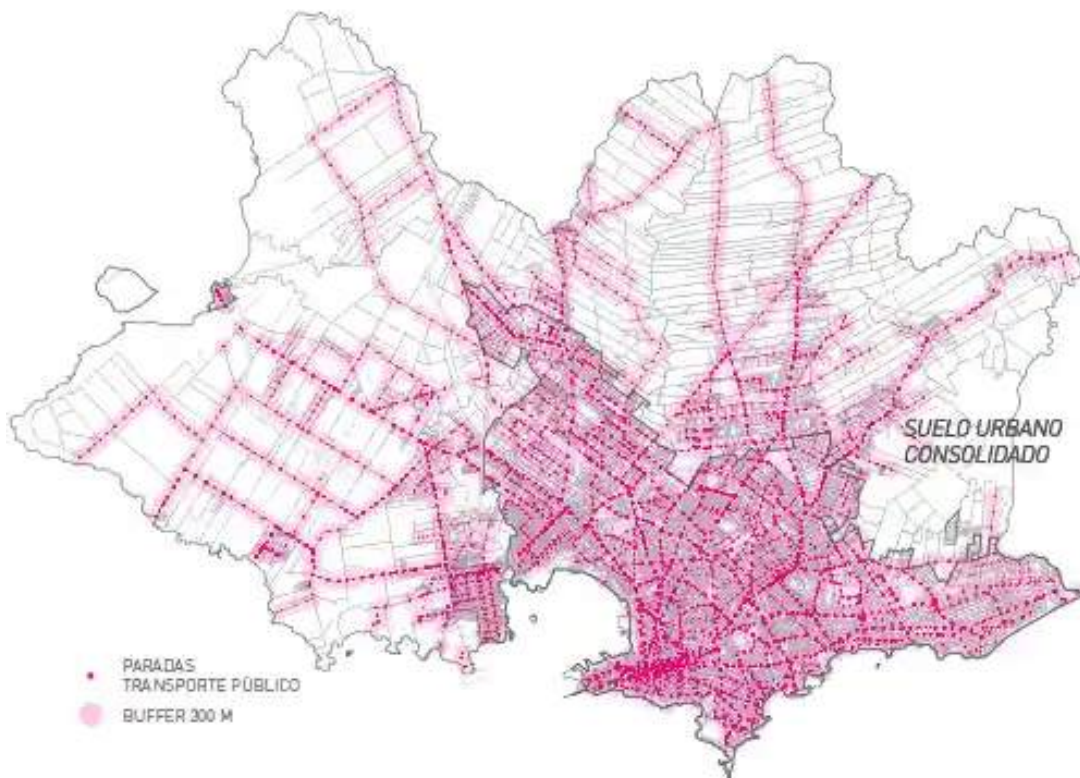 SUELO URBANO
CONSOLIDADO
PARADAS
TRANSPORTE PÚBLICO
BUFFER 300 M